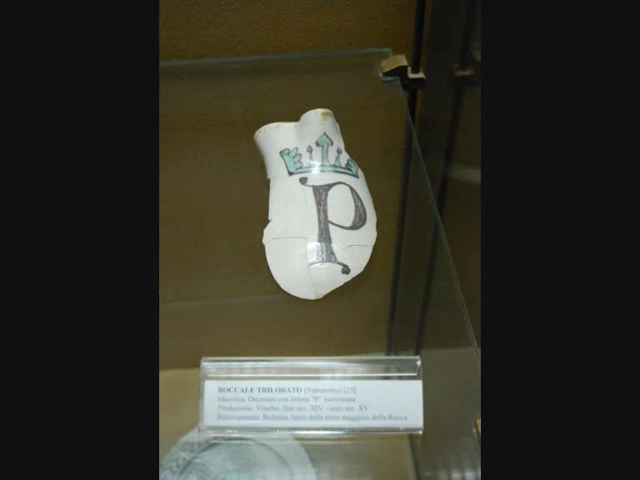 P
BOCCALE TRILOBATO (frammento) [25]
Maiolica. Decorato con lettera "P" incoronata
Produzione: Viterbo, fine sec. XIV - inizi sec. XV
Ritrovamento: Bolsena, butto della torre maggiore della Rocca